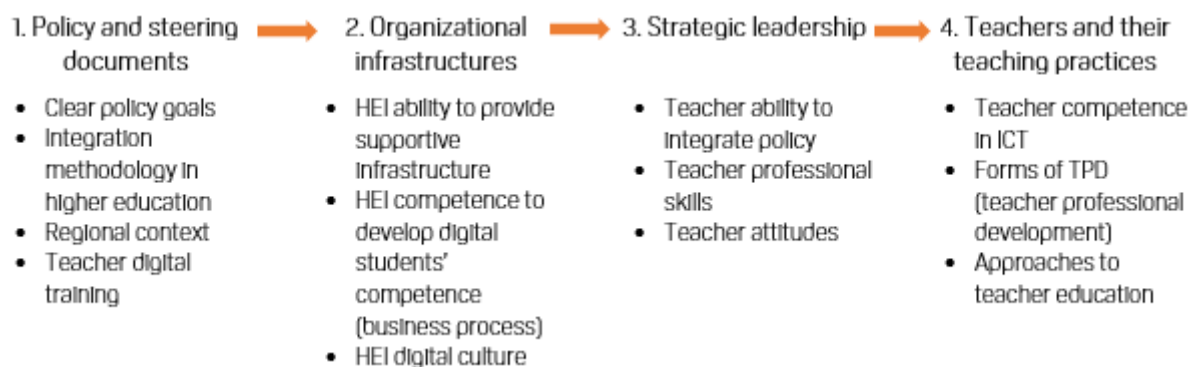 1. Policy and steering
documents
• Clear policy goals
• Integration
methodology in
higher education
• Regional context
• Teacher digital
training
2. Organizational
infrastructures
• HEI ability to provide
supportive
infrastructure
• HEI competence to
develop digital
students'
competence
(business process)
• HEI digital culture
3. Strategic leadership
• Teacher ability to
integrate policy
• Teacher professional
skills
• Teacher attitudes
4. Teachers and their
teaching practices
• Teacher competence
in ICT
• Forms of TPD
(teacher professional
development)
• Approaches to
teacher education